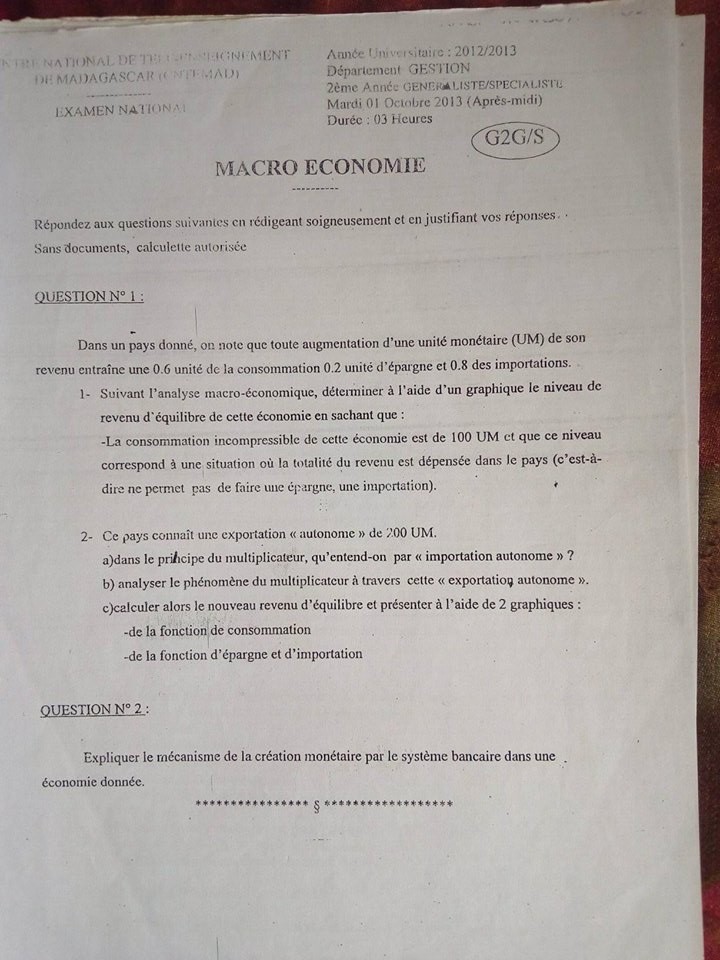 NATIONAL DE TELE-ENSEIGNEMENT
DE MADAGASCAR (CNTEMAD)
------------
EXAMEN NATIONAL
Année Universitaire : 2012/2013
Département GESTION
2ème Année GENERALISTE/SPECIALISTE
Mardi 01 Octobre 2013 (Après-midi)
Durée : 03 Heures
G2G/S
MACRO ECONOMIE
----------
Répondez aux questions suivantes en rédigeant soigneusement et en justifiant vos réponses.
Sans documents, calculette autorisée
QUESTION N° 1 :
Dans un pays donné, on note que toute augmentation d'une unité monétaire (UM) de son
revenu entraîne une 0.6 unité de la consommation 0.2 unité d'épargne et 0.8 des importations.
1- Suivant l'analyse macro-économique, déterminer à l'aide d'un graphique le niveau de
revenu d'équilibre de cette économie en sachant que :
-La consommation incompressible de cette économie est de 100 UM et que ce niveau
correspond à une situation où la totalité du revenu est dépensée dans le pays (c'est-à-
dire ne permet pas de faire une épargne, une importation).
2- Ce pays connaît une exportation « autonome » de 200 UM.
a)dans le principe du multiplicateur, qu'entend-on par « importation autonome » ?
b) analyser le phénomène du multiplicateur à travers cette « exportation autonome ».
c)calculer alors le nouveau revenu d'équilibre et présenter à l'aide de 2 graphiques :
-de la fonction de consommation
-de la fonction d'épargne et d'importation
QUESTION N° 2 :
Expliquer le mécanisme de la création monétaire par le système bancaire dans une
économie donnée.
**************** § ******************